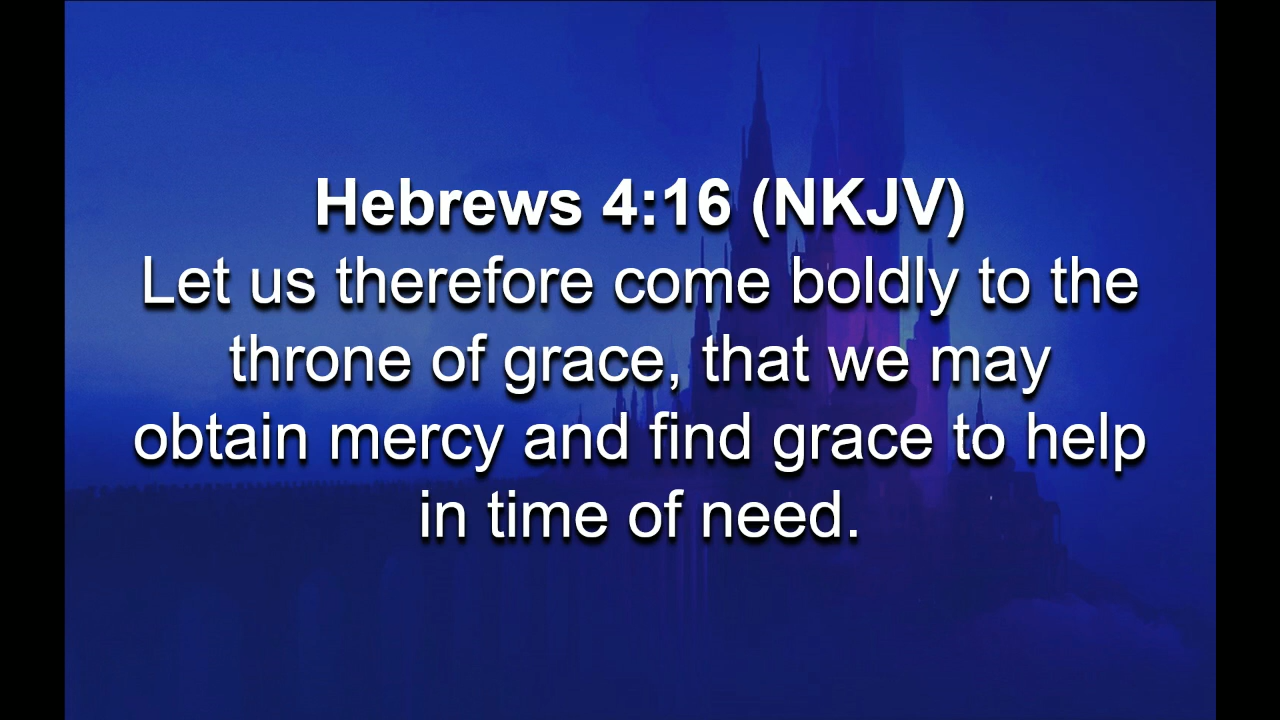 Hebrews 4:16 (NKJV)
Let us therefore come boldly to the
throne of grace, that we may
obtain mercy and find grace to help
in time of need.